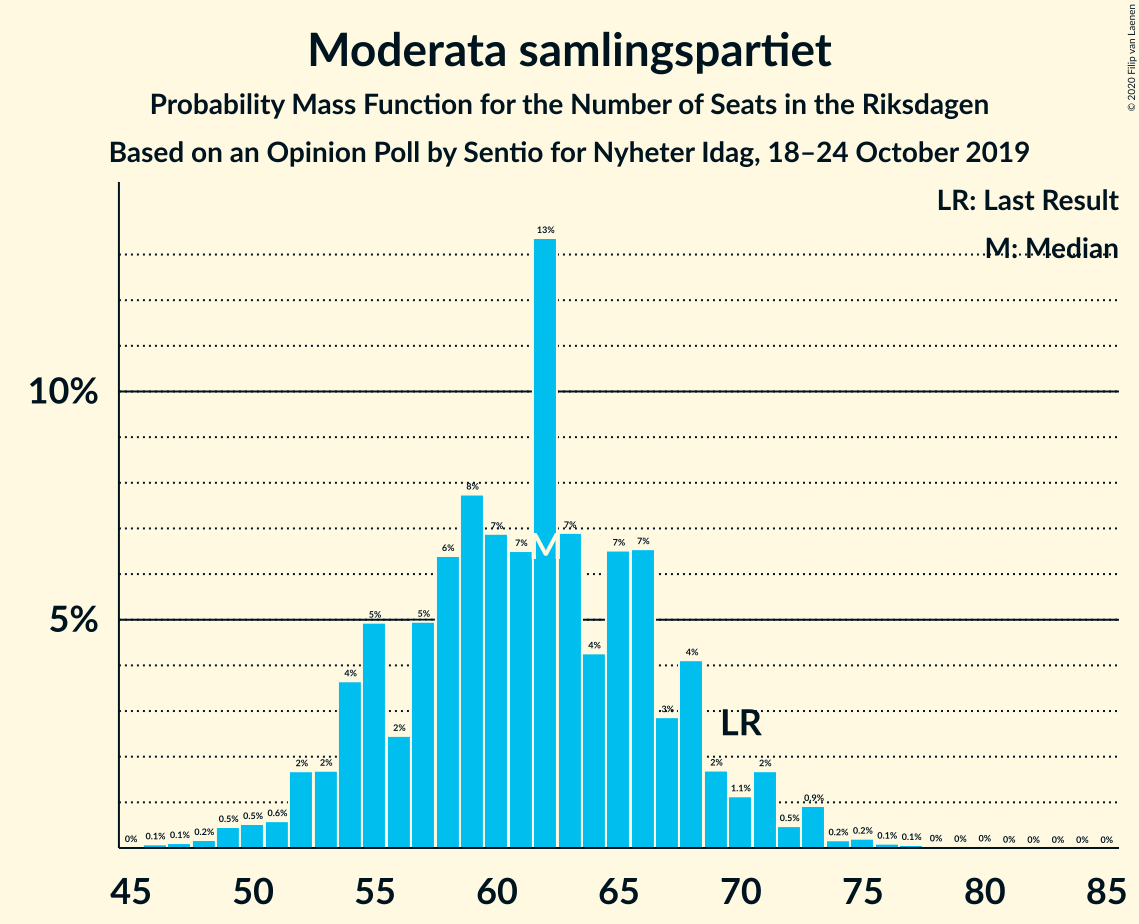 © 2020 Filip van Laenen
Moderata samlingspartiet
Probability Mass Function for the Number of Seats in the Riksdagen
Based on an Opinion Poll by Sentio for Nyheter Idag, 18–24 October 2019
LR: Last Result
M: Median
10%
5%
0% 0.1% 0.1% 0.2% 0.5% 0.5% 0.6% 2% 2% 4% 5% 2% 5% 6% 8% 7% 7% 13% 7% 4% 7% 7% 3% 4% 2% 1.1% 2% 0.5% 0.9% 0.2% 0.2% 0.1% 0.1% 0% 0% 0% 0% 0% 0% 0% 0%
M
LR
45 50 55 60 65 70 75 80 85